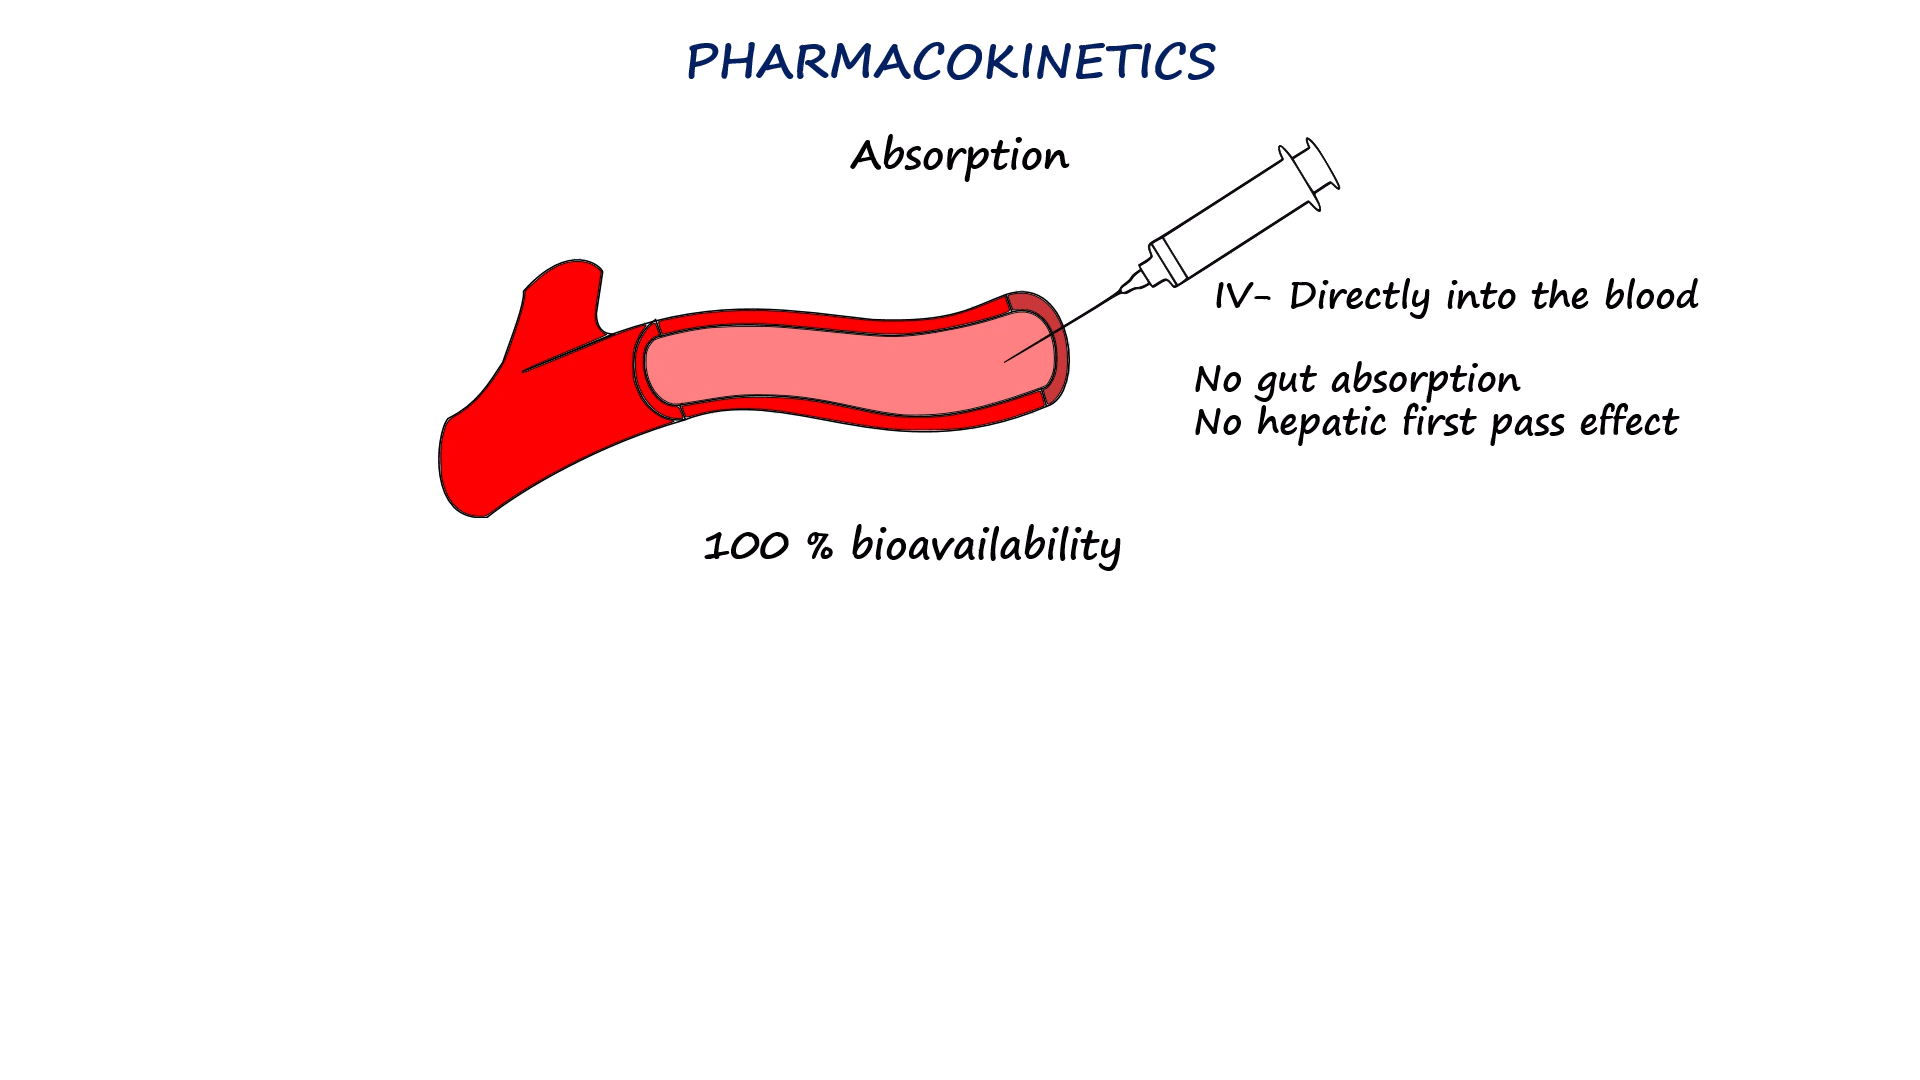 PHARMACOKINETICS
Absorption
IV- Directly into the blood
No gut absorption
No hepatic first pass effect
100 % bioavailability